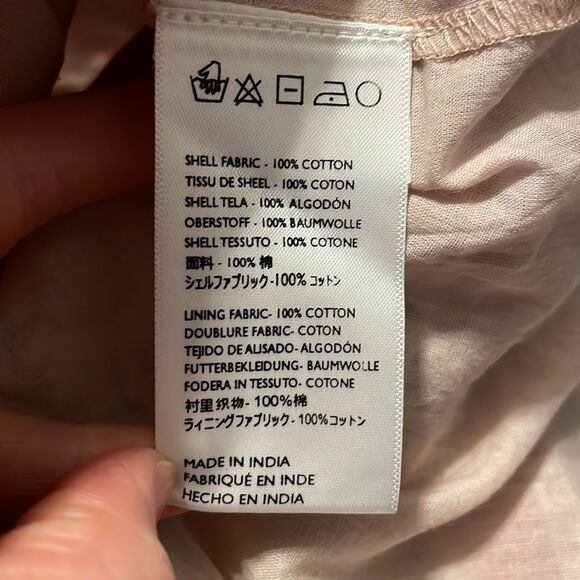 SHELL FABRIC - 100% COTTON
TISSU DE SHEEL - 100% COTON
SHELL TELA - 100% ALGODÓN
OBERSTOFF - 100% BAUMWOLLE
SHELL TESSUTO - 100% COTONE
面料 - 100% 棉
シェルファブリック-100% コットン
LINING FABRIC- 100% COTTON
DOUBLURE FABRIC- COTON
TEJIDO DE ALISADO- ALGODÓN
FUTTERBEKLEIDUNG- BAUMWOLLE
FODERA IN TESSUTO- COTONE
衬里织物 - 100%棉
ライニングファブリック - 100%コットン
MADE IN INDIA
FABRIQUÉ EN INDE
HECHO EN INDIA